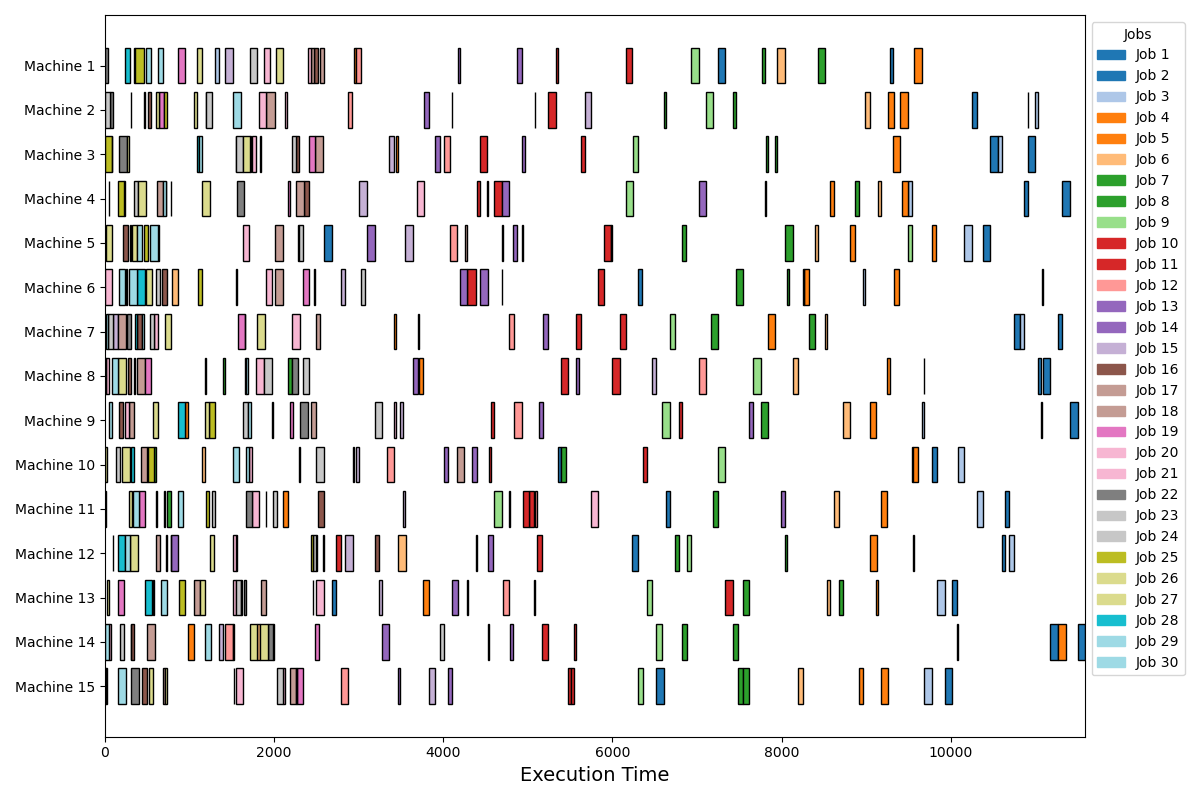 Machine 1
Machine 2
Machine 3
Machine 4
Machine 5
Machine 6
Machine 7
Machine 8
Machine 9
Machine 10
Machine 11
Machine 12
Machine 13
Machine 14
Machine 15
0 2000 4000 6000 8000 10000
Execution Time
Jobs
Job 1
Job 2
Job 3
Job 4
Job 5
Job 6
Job 7
Job 8
Job 9
Job 10
Job 11
Job 12
Job 13
Job 14
Job 15
Job 16
Job 17
Job 18
Job 19
Job 20
Job 21
Job 22
Job 23
Job 24
Job 25
Job 26
Job 27
Job 28
Job 29
Job 30